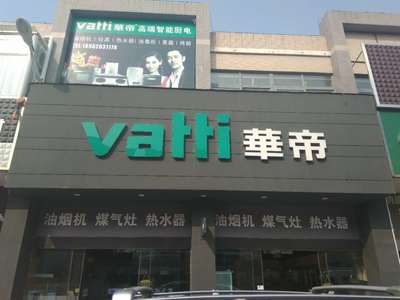 vatti 華帝 高端智能厨电
vatti 華帝
油烟机 煤气灶 热水器 油烟机 煤气灶 热水器